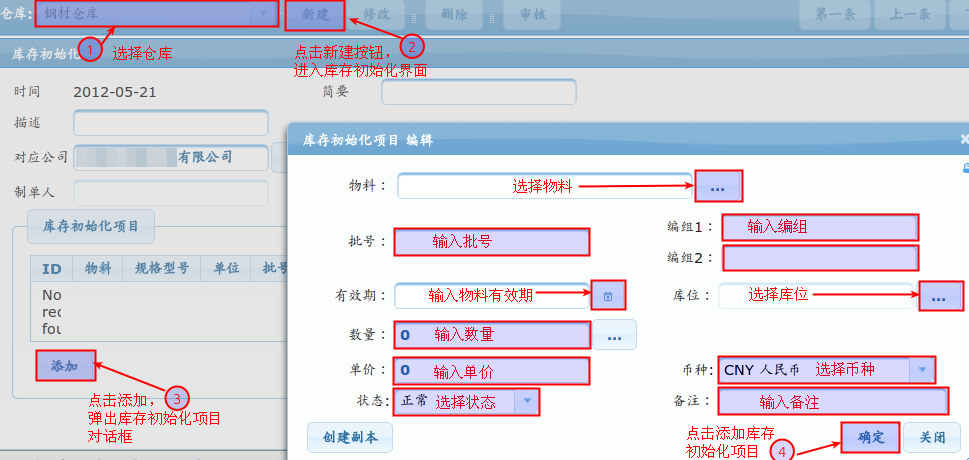 仓库: 钢材仓库 新建 修改 删除 审核 第一条 上一条
1 选择仓库
2
点击新建按钮，
进入库存初始化界面
库存初始化
时间 2012-05-21 简要
描述
对应公司 有限公司
制单人
库存初始化项目
ID 物料 规格型号 单位 批号
No
rec
fou
添加
3
点击添加，
弹出库存初始化项目
对话框
库存初始化项目 编辑
物料： 选择物料 ...
批号： 输入批号
编组1： 输入编组
编组2：
有效期： 输入物料有效期
库位： 选择库位 ...
数量： 0 输入数量 ...
单价： 0 输入单价
币种: CNY 人民币 选择币种
状态: 正常 选择状态
备注： 输入备注
创建副本
点击添加库存
初始化项目 4
确定 关闭